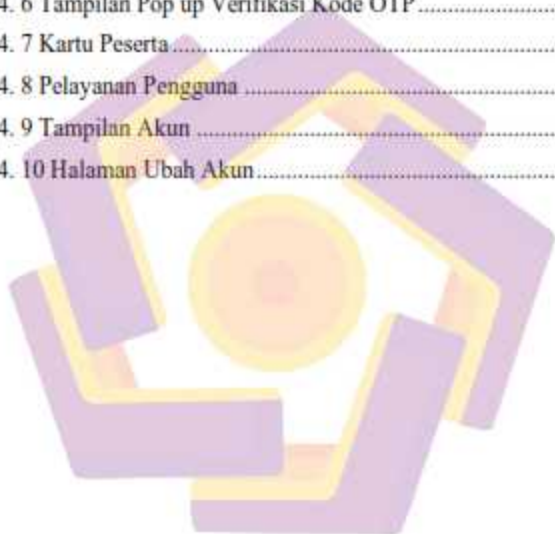 4. 6 Tampilan Pop up Verifikasi Kode OTP....................
4. 7 Kartu Peserta....................
4. 8 Pelayanan Pengguna....................
4. 9 Tampilan Akun....................
4. 10 Halaman Ubah Akun....................